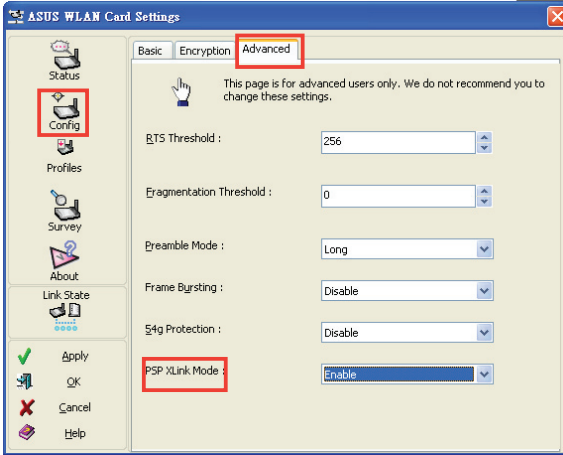 ASUS WLAN Card Settings
Status
Config
Profiles
Survey
About
Link State
Apply
OK
Cancel
Help
Basic Encryption Advanced
This page is for advanced users only. We do not recommend you to
change these settings.
RTS Threshold : 256
Fragmentation Threshold : 0
Preamble Mode : Long
Frame Bursting : Disable
54g Protection : Disable
PSP XLink Mode : Enable